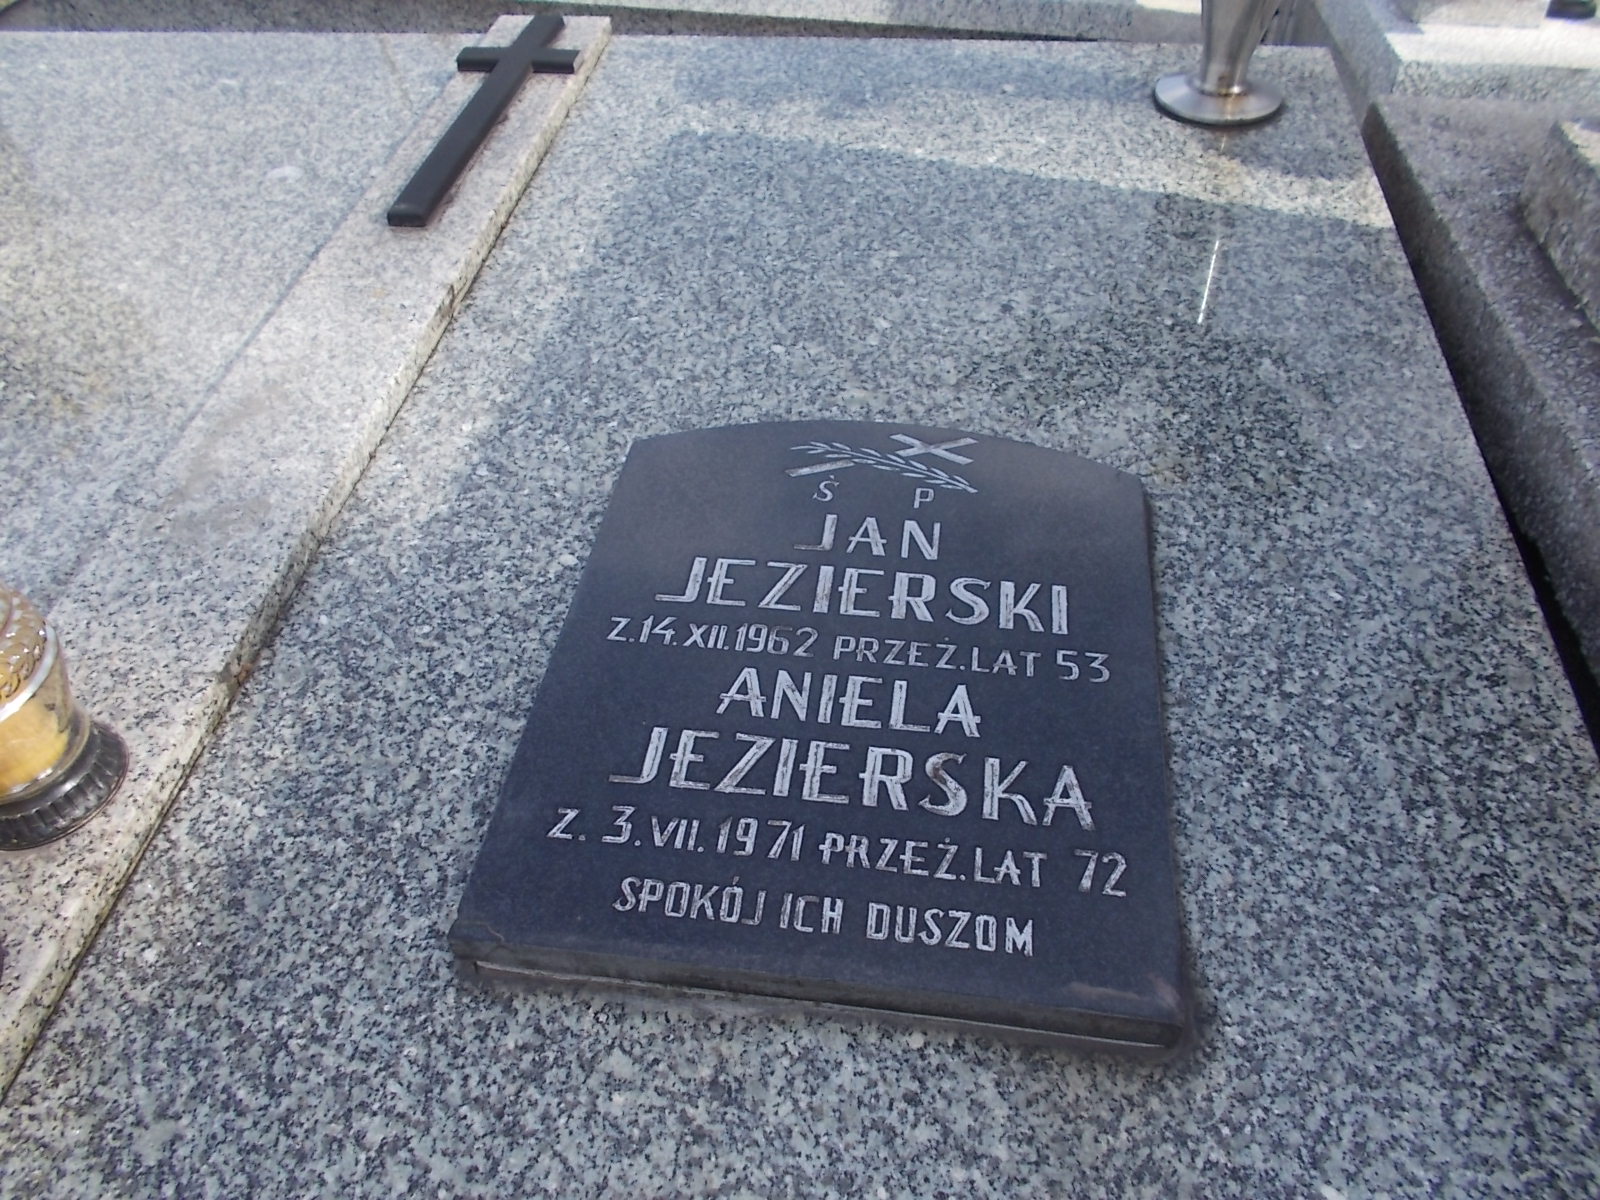 Ś P
JAN
JEZIERSKI
Z.14.XII.1962 PRZEŻ.LAT 53
ANIELA
JEZIERSKA
Z. 3.VII.1971 PRZEŻ.LAT 72
SPOKÓJ ICH DUSZOM